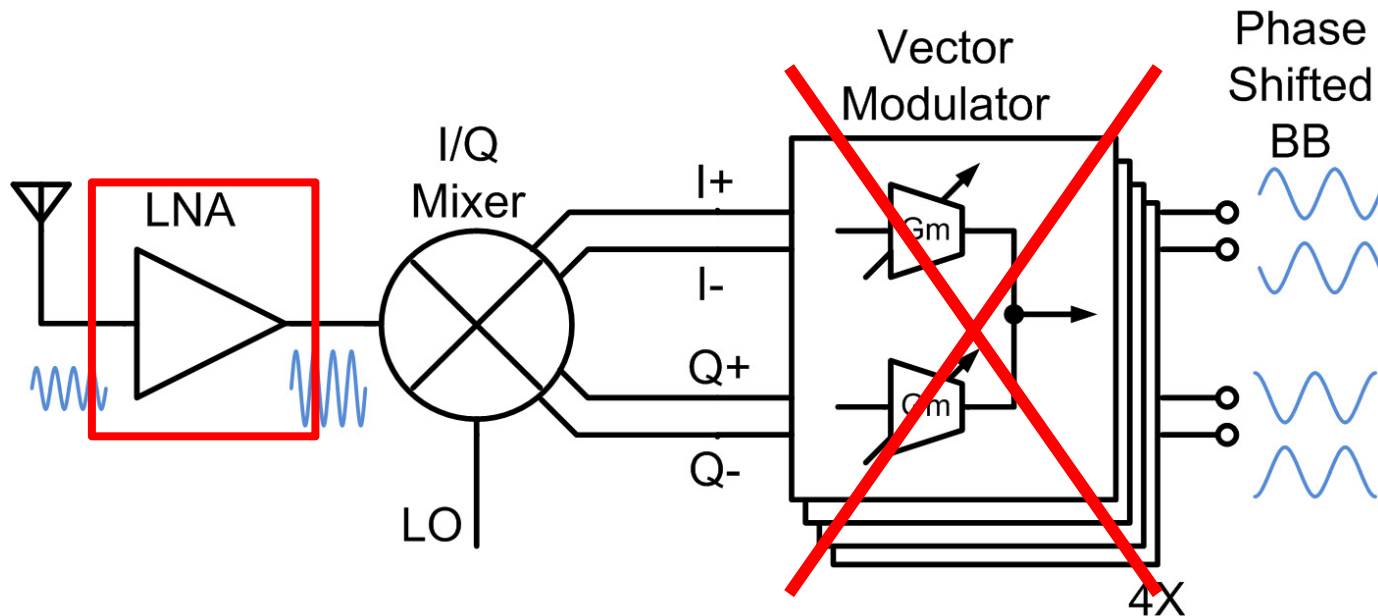 LNA
I/Q
Mixer
LO
I+
I-
Q+
Q-
Vector
Modulator
Gm
Gm
4X
Phase
Shifted
BB